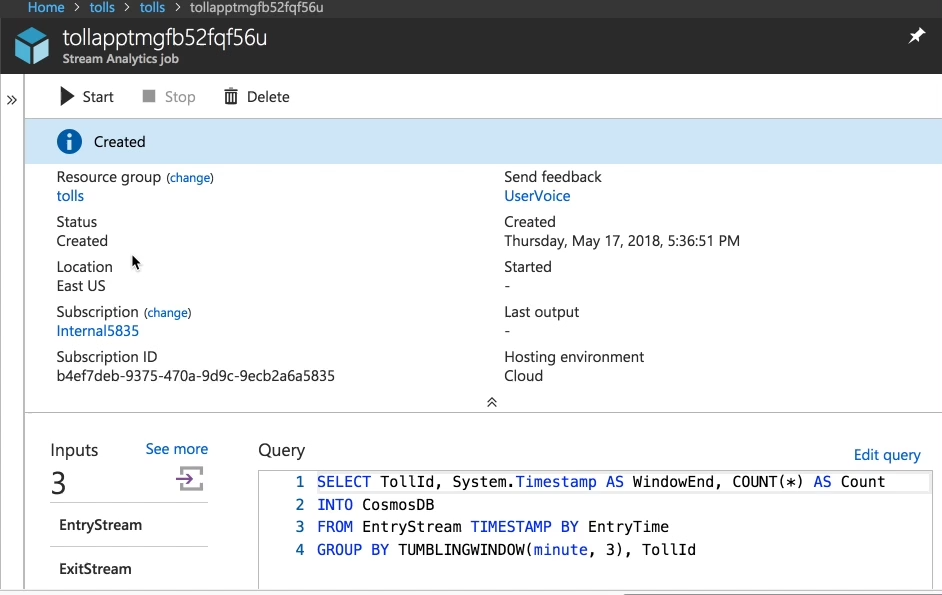 Home > tolls > tolls > tollapptmgfb52fqf56u
tollapptmgfb52fqf56u
Stream Analytics job
» Start Stop Delete
Created
Resource group (change)
tolls
Status
Created
Location
East US
Subscription (change)
Internal5835
Subscription ID
b4ef7deb-9375-470a-9d9c-9ecb2a6a5835
Send feedback
UserVoice
Created
Thursday, May 17, 2018, 5:36:51 PM
Started
-
Last output
-
Hosting environment
Cloud
Inputs See more
3
EntryStream
ExitStream
Query Edit query
1 SELECT TollId, System.Timestamp AS WindowEnd, COUNT(*) AS Count
2 INTO CosmosDB
3 FROM EntryStream TIMESTAMP BY EntryTime
4 GROUP BY TUMBLINGWINDOW(minute, 3), TollId